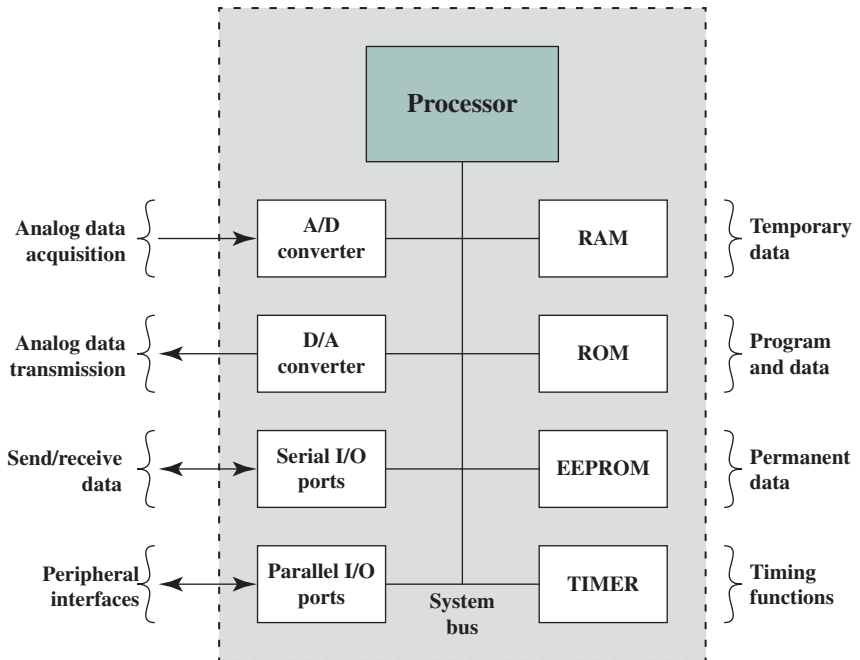 Processor
Analog data
acquisition
A/D
converter
RAM
Temporary
data
Analog data
transmission
D/A
converter
ROM
Program
and data
Send/receive
data
Serial I/O
ports
EEPROM
Permanent
data
Peripheral
interfaces
Parallel I/O
ports
System
bus
TIMER
Timing
functions